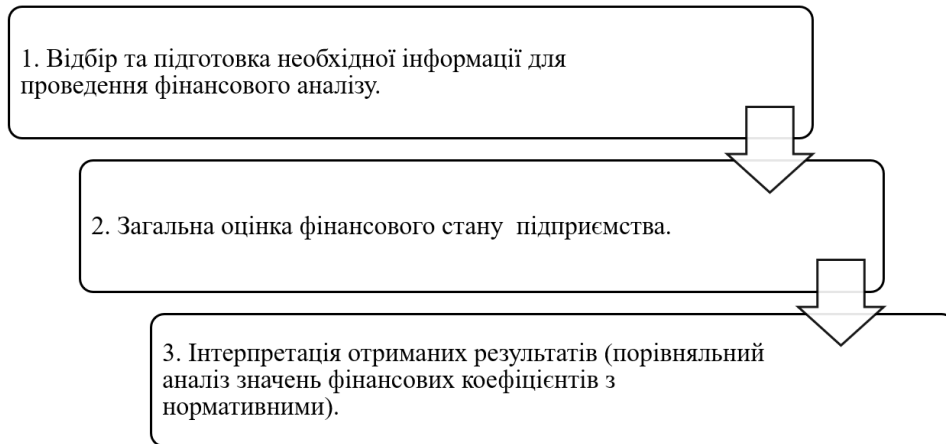 1. Відбір та підготовка необхідної інформації для
проведення фінансового аналізу.
2. Загальна оцінка фінансового стану підприємства.
3. Інтерпретація отриманих результатів (порівняльний
аналіз значень фінансових коефіцієнтів з
нормативними).